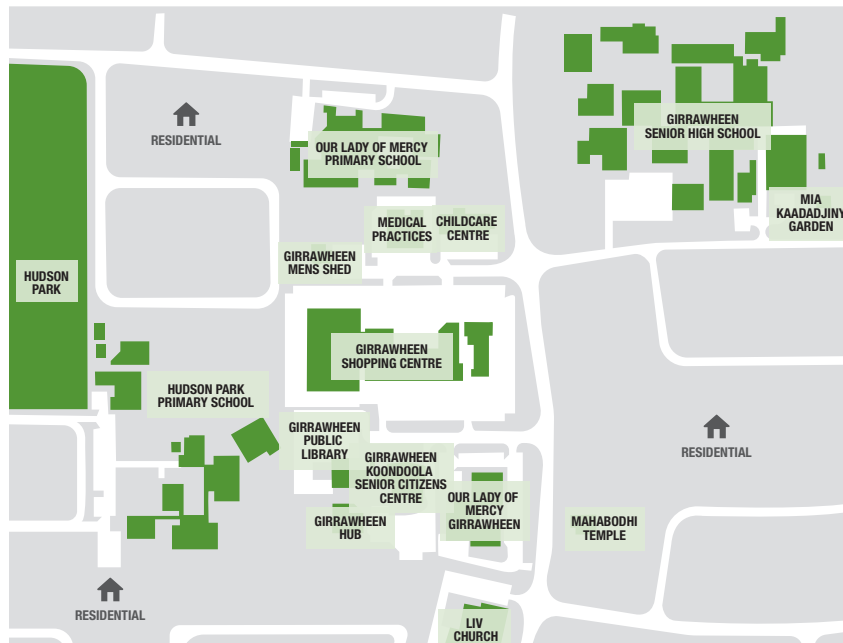 RESIDENTIAL
OUR LADY OF MERCY
PRIMARY SCHOOL
GIRRAWHEEN
SENIOR HIGH SCHOOL
MIA
KAADADJINY
GARDEN
MEDICAL
PRACTICES
CHILDCARE
CENTRE
GIRRAWHEEN
MENS SHED
HUDSON
PARK
GIRRAWHEEN
SHOPPING CENTRE
HUDSON PARK
PRIMARY SCHOOL
GIRRAWHEEN
PUBLIC
LIBRARY
GIRRAWHEEN
KOONDOOLA
SENIOR CITIZENS
CENTRE
RESIDENTIAL
OUR LADY OF
MERCY
GIRRAWHEEN
GIRRAWHEEN
HUB
MAHABODHI
TEMPLE
RESIDENTIAL
LIV
CHURCH